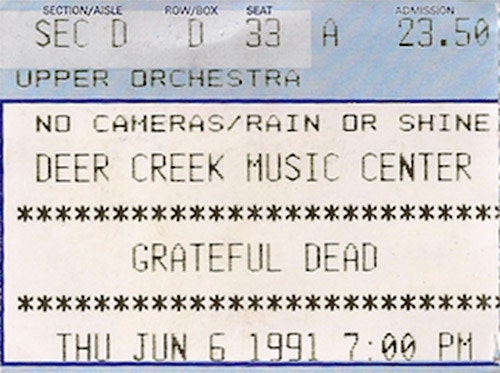 SECTION/AISLE ROW/BOX SEAT ADMISSION
SEC D D 33 A 23.50
UPPER ORCHESTRA
NO CAMERAS/RAIN OR SHINE
DEER CREEK MUSIC CENTER
******************************
GRATEFUL DEAD
******************************
THU JUN 6 1991 7:00 PM